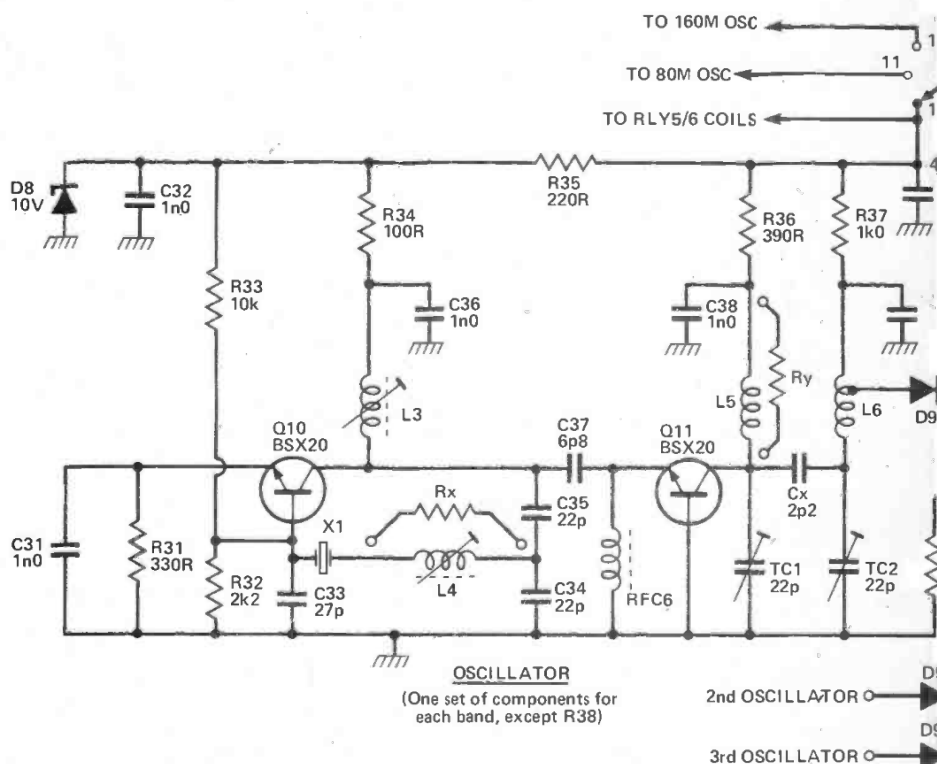 TO 160M OSC
1
11
TO 80M OSC
1
TO RLY5/6 COILS
4
D8
10V
C32
1n0
R35
220R
R34
100R
R36
390R
R37
1k0
R33
10k
C36
1n0
C38
1n0
Ry
L3
L5
L6
D9
Q10
BSX20
C37
6p8
Q11
BSX20
Rx
C35
22p
Cx
2p2
C31
1n0
R31
330R
X1
R32
2k2
C33
27p
L4
C34
22p
RFC6
TC1
22p
TC2
22p
OSCILLATOR
(One set of components for
each band, except R38)
2nd OSCILLATOR
3rd OSCILLATOR
D9